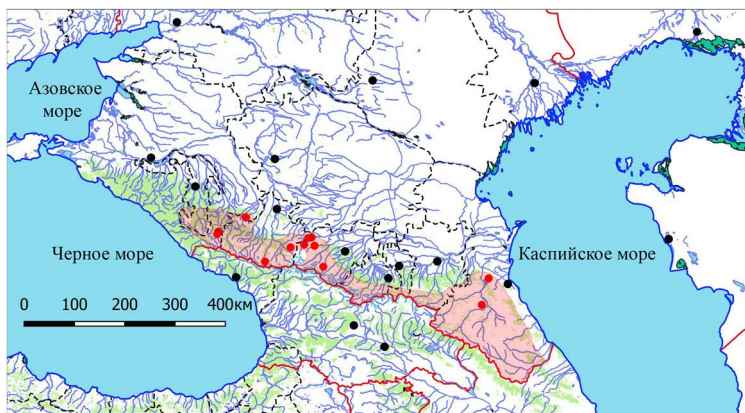 Азовское
море
Черное море
Каспийское море
0 100 200 300 400км